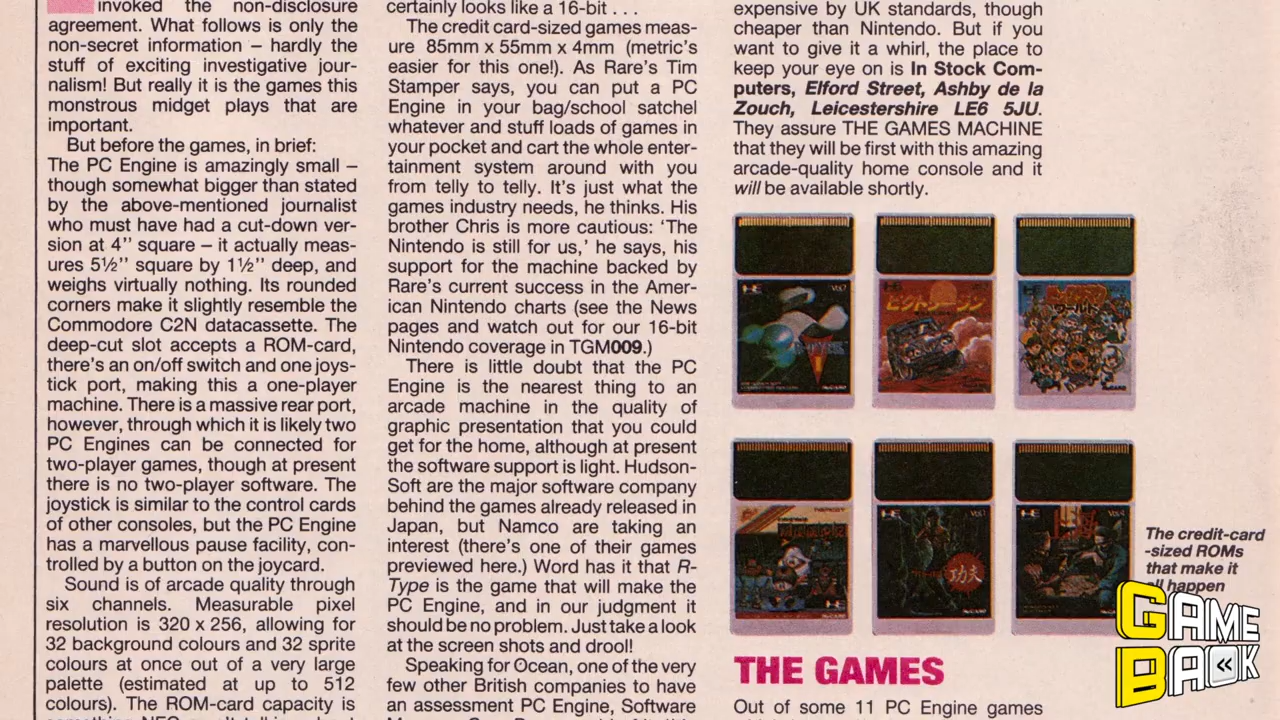 invoked the non-disclosure
agreement. What follows is only the
non-secret information – hardly the
stuff of exciting investigative jour-
nalism! But really it is the games this
monstrous midget plays that are
important.
But before the games, in brief:
The PC Engine is amazingly small –
though somewhat bigger than stated
by the above-mentioned journalist
who must have had a cut-down ver-
sion at 4’’ square – it actually meas-
ures 5½’’ square by 1½’’ deep, and
weighs virtually nothing. Its rounded
corners make it slightly resemble the
Commodore C2N datacassette. The
deep-cut slot accepts a ROM-card,
there's an on/off switch and one joys-
tick port, making this a one-player
machine. There is a massive rear port,
however, through which it is likely two
PC Engines can be connected for
two-player games, though at present
there is no two-player software. The
joystick is similar to the control cards
of other consoles, but the PC Engine
has a marvellous pause facility, con-
trolled by a button on the joycard.
Sound is of arcade quality through
six channels. Measurable pixel
resolution is 320 x 256, allowing for
32 background colours and 32 sprite
colours at once out of a very large
palette (estimated at up to 512
colours). The ROM-card capacity is
certainly looks like a 16-bit . . .
The credit card-sized games meas-
ure 85mm x 55mm x 4mm (metric's
easier for this one!). As Rare's Tim
Stamper says, you can put a PC
Engine in your bag/school satchel
whatever and stuff loads of games in
your pocket and cart the whole enter-
tainment system around with you
from telly to telly. It's just what the
games industry needs, he thinks. His
brother Chris is more cautious: ‘The
Nintendo is still for us,’ he says, his
support for the machine backed by
Rare's current success in the Amer-
ican Nintendo charts (see the News
pages and watch out for our 16-bit
Nintendo coverage in TGM009.)
There is little doubt that the PC
Engine is the nearest thing to an
arcade machine in the quality of
graphic presentation that you could
get for the home, although at present
the software support is light. Hudson-
Soft are the major software company
behind the games already released in
Japan, but Namco are taking an
interest (there's one of their games
previewed here.) Word has it that R-
Type is the game that will make the
PC Engine, and in our judgment it
should be no problem. Just take a look
at the screen shots and drool!
Speaking for Ocean, one of the very
few other British companies to have
an assessment PC Engine, Software
expensive by UK standards, though
cheaper than Nintendo. But if you
want to give it a whirl, the place to
keep your eye on is In Stock Com-
puters, Elford Street, Ashby de la
Zouch, Leicestershire LE6 5JU.
They assure THE GAMES MACHINE
that they will be first with this amazing
arcade-quality home console and it
will be available shortly.
ビクトリーラン
功夫
The credit-card
-sized ROMs
that make it
all happen
THE GAMES
Out of some 11 PC Engine games
GAME
BACK